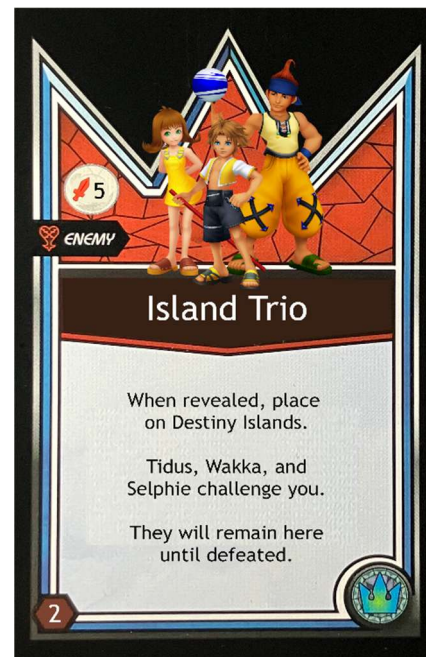 5
ENEMY
Island Trio
When revealed, place
on Destiny Islands.
Tidus, Wakka, and
Selphie challenge you.
They will remain here
until defeated.
2